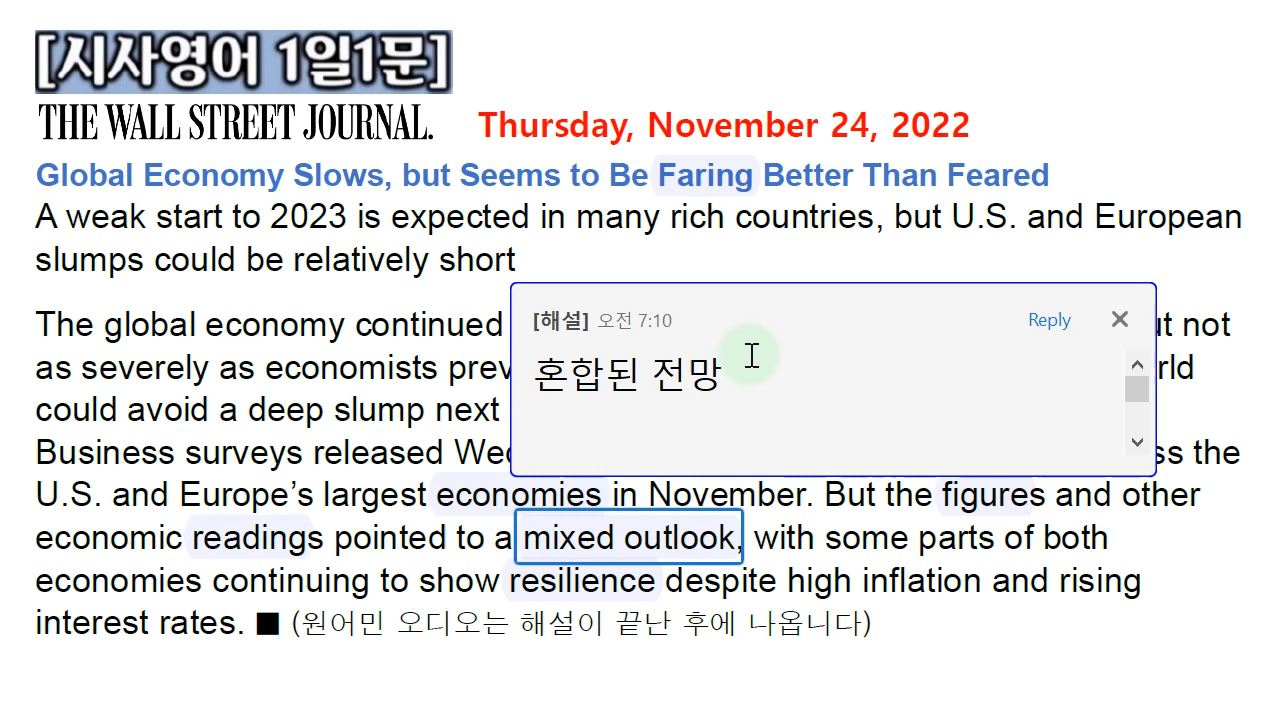 [시사영어 1일1문]
THE WALL STREET JOURNAL. Thursday, November 24, 2022
Global Economy Slows, but Seems to Be Faring Better Than Feared
A weak start to 2023 is expected in many rich countries, but U.S. and European
slumps could be relatively short
The global economy continued not
[해설] 오전 7:10 Reply
as severely as economists
혼합된 전망
could avoid a deep slump next
Business surveys released the
U.S. and Europe’s largest economies in November. But the figures and other
economic readings pointed to a mixed outlook, with some parts of both
economies continuing to show resilience despite high inflation and rising
interest rates. ■ (원어민 오디오는 해설이 끝난 후에 나옵니다)